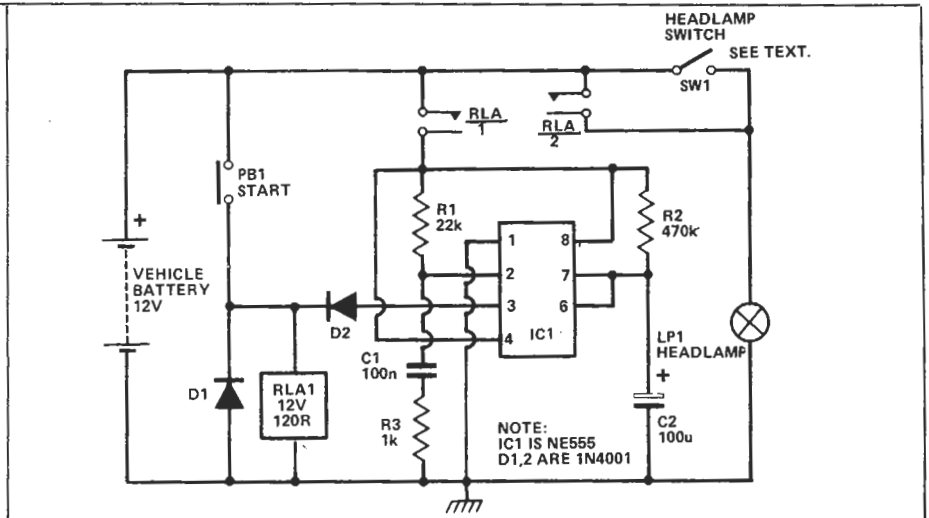 HEADLAMP
SWITCH
SEE TEXT.
SW1
RLA
1
RLA
2
PB1
START
R1
22k
R2
470k
+
VEHICLE
BATTERY
12V
1
2
3
4
8
7
6
IC1
D2
D1
RLA1
12V
120R
C1
100n
R3
1k
LP1
HEADLAMP
+
C2
100u
NOTE:
IC1 IS NE555
D1,2 ARE 1N4001